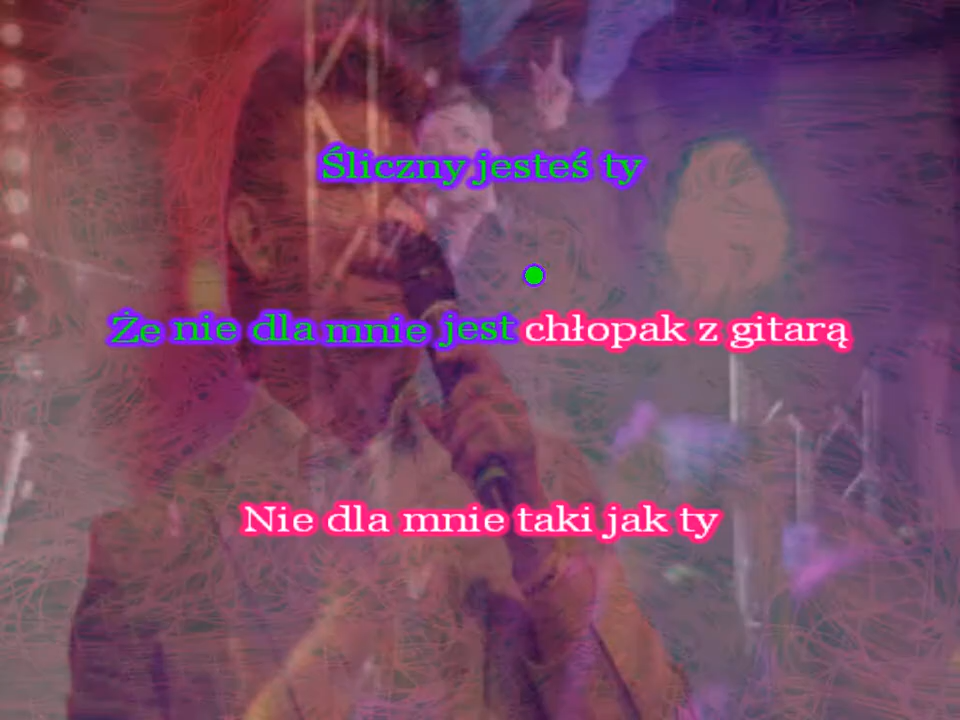 Śliczny jesteś ty
Że nie dla mnie jest chłopak z gitarą
Nie dla mnie taki jak ty